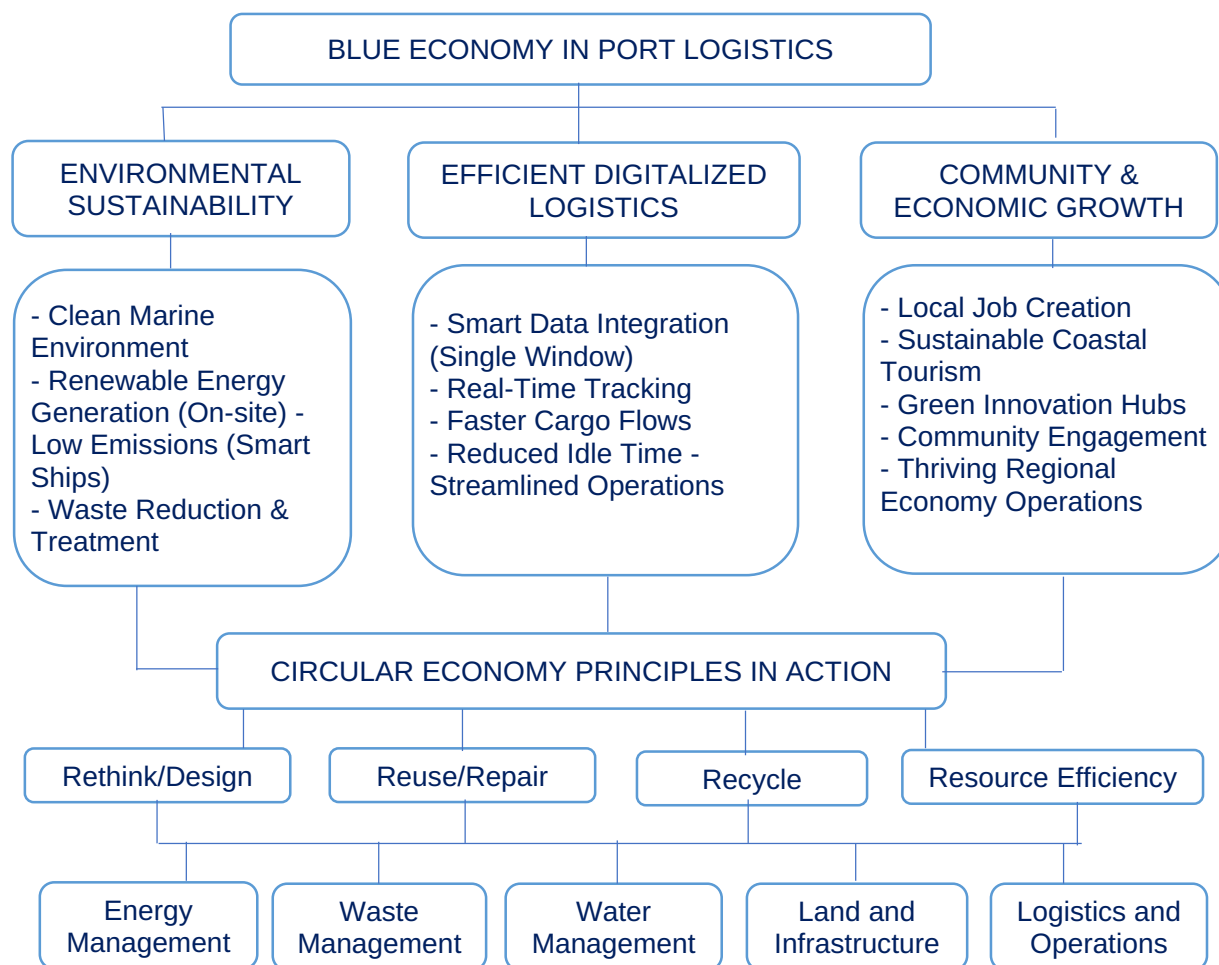 BLUE ECONOMY IN PORT LOGISTICS
ENVIRONMENTAL
SUSTAINABILITY
EFFICIENT DIGITALIZED
LOGISTICS
COMMUNITY &
ECONOMIC GROWTH
- Clean Marine
Environment
- Renewable Energy
Generation (On-site) -
Low Emissions (Smart
Ships)
- Waste Reduction &
Treatment
- Smart Data Integration
(Single Window)
- Real-Time Tracking
- Faster Cargo Flows
- Reduced Idle Time -
Streamlined Operations
- Local Job Creation
- Sustainable Coastal
Tourism
- Green Innovation Hubs
- Community Engagement
- Thriving Regional
Economy Operations
CIRCULAR ECONOMY PRINCIPLES IN ACTION
Rethink/Design
Reuse/Repair
Recycle
Resource Efficiency
Energy
Management
Waste
Management
Water
Management
Land and
Infrastructure
Logistics and
Operations